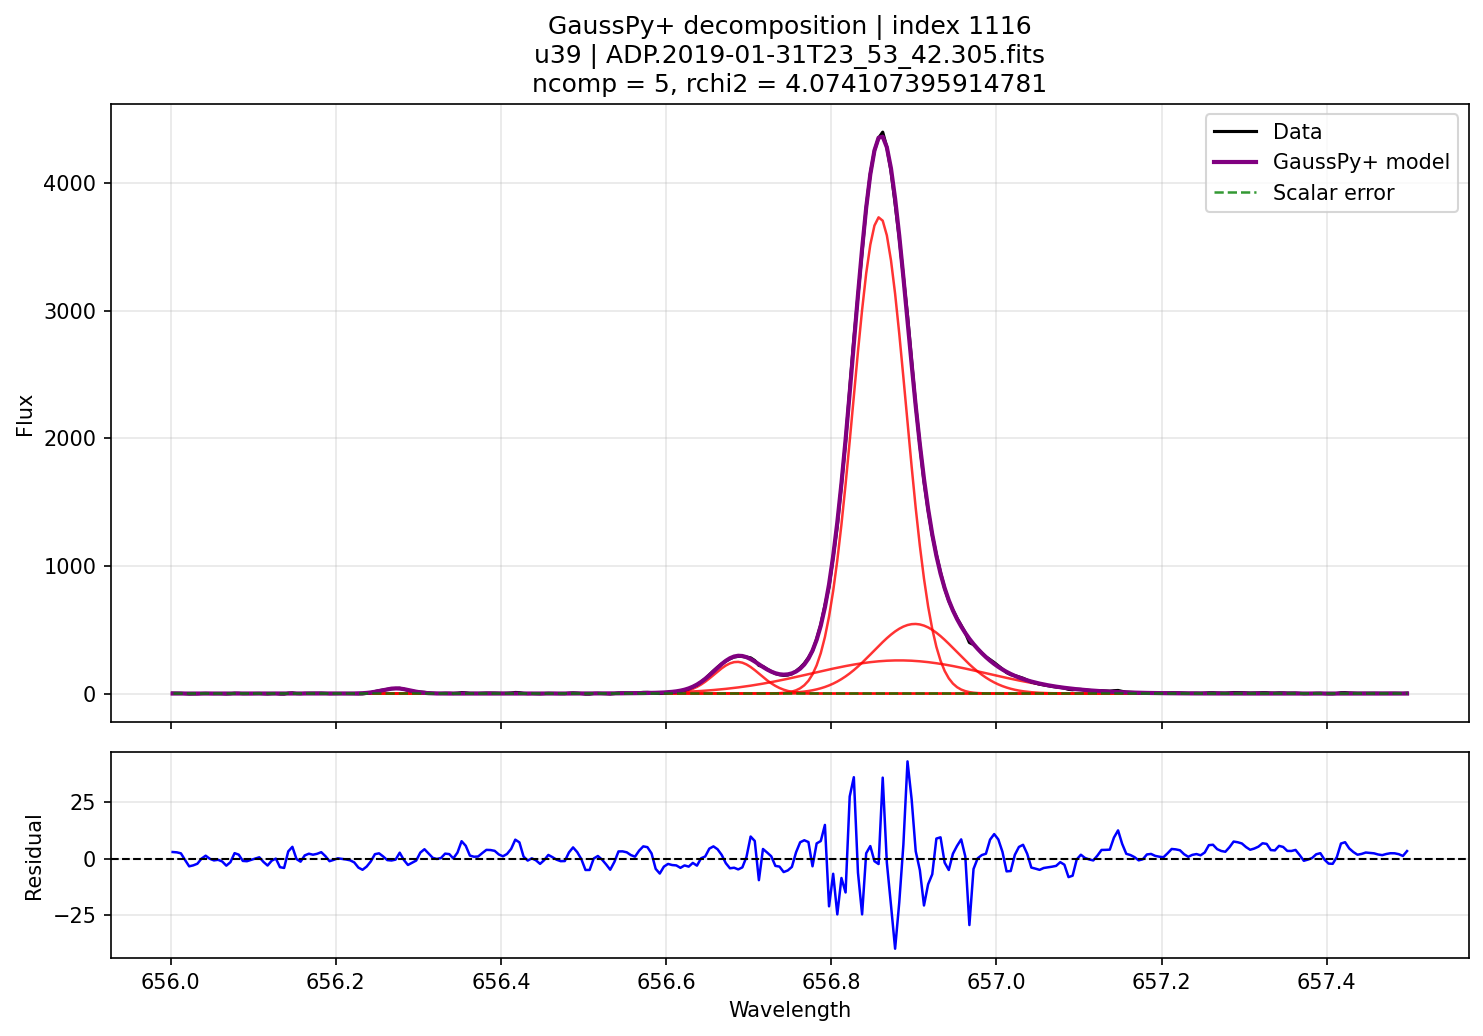 GaussPy+ decomposition | index 1116
u39 | ADP.2019-01-31T23_53_42.305.fits
ncomp = 5, rchi2 = 4.074107395914781
Data
GaussPy+ model
Scalar error
4000
3000
2000
1000
0
Flux
25
0
−25
Residual
656.0
656.2
656.4
656.6
656.8
657.0
657.2
657.4
Wavelength